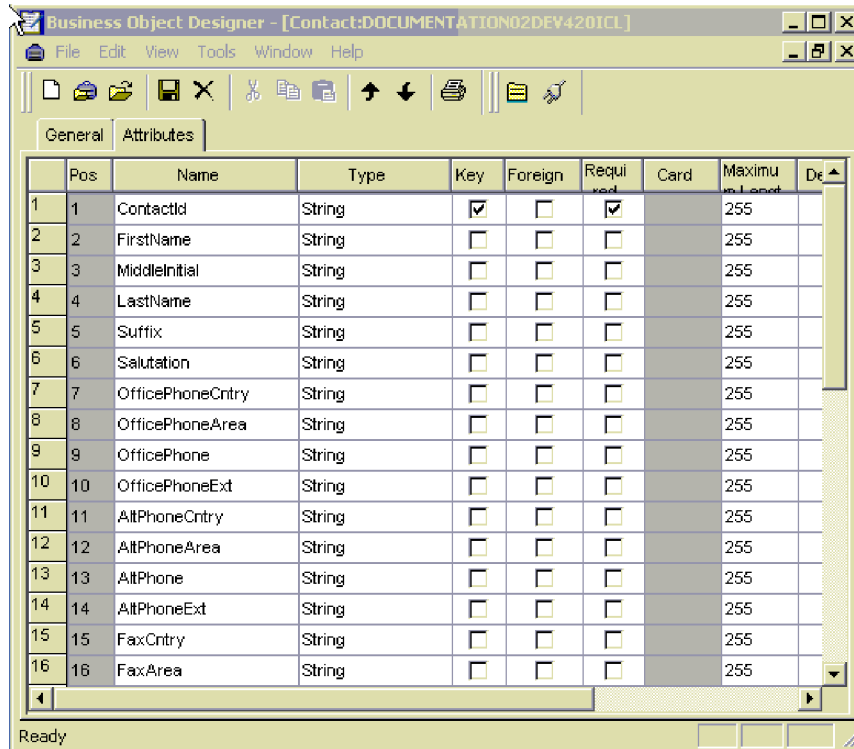 Business Object Designer - [Contact:DOCUMENTATION02DEV420ICL]
File Edit View Tools Window Help
General Attributes
Pos Name Type Key Foreign Requi Card Maximu De
1 1 ContactId String 255
2 2 FirstName String 255
3 3 MiddleInitial String 255
4 4 LastName String 255
5 5 Suffix String 255
6 6 Salutation String 255
7 7 OfficePhoneCntry String 255
8 8 OfficePhoneArea String 255
9 9 OfficePhone String 255
10 10 OfficePhoneExt String 255
11 11 AltPhoneCntry String 255
12 12 AltPhoneArea String 255
13 13 AltPhone String 255
14 14 AltPhoneExt String 255
15 15 FaxCntry String 255
16 16 FaxArea String 255
Ready